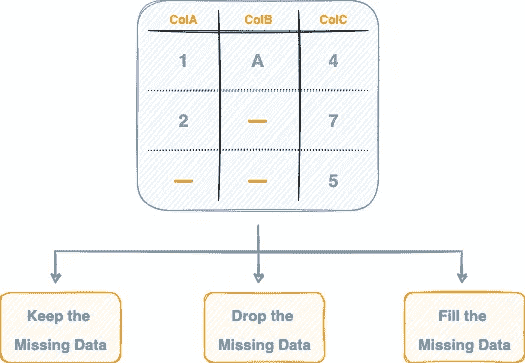 ColA ColB ColC
1 A 4
2 — 7
— — 5
Keep the Drop the Fill the
Missing Data Missing Data Missing Data